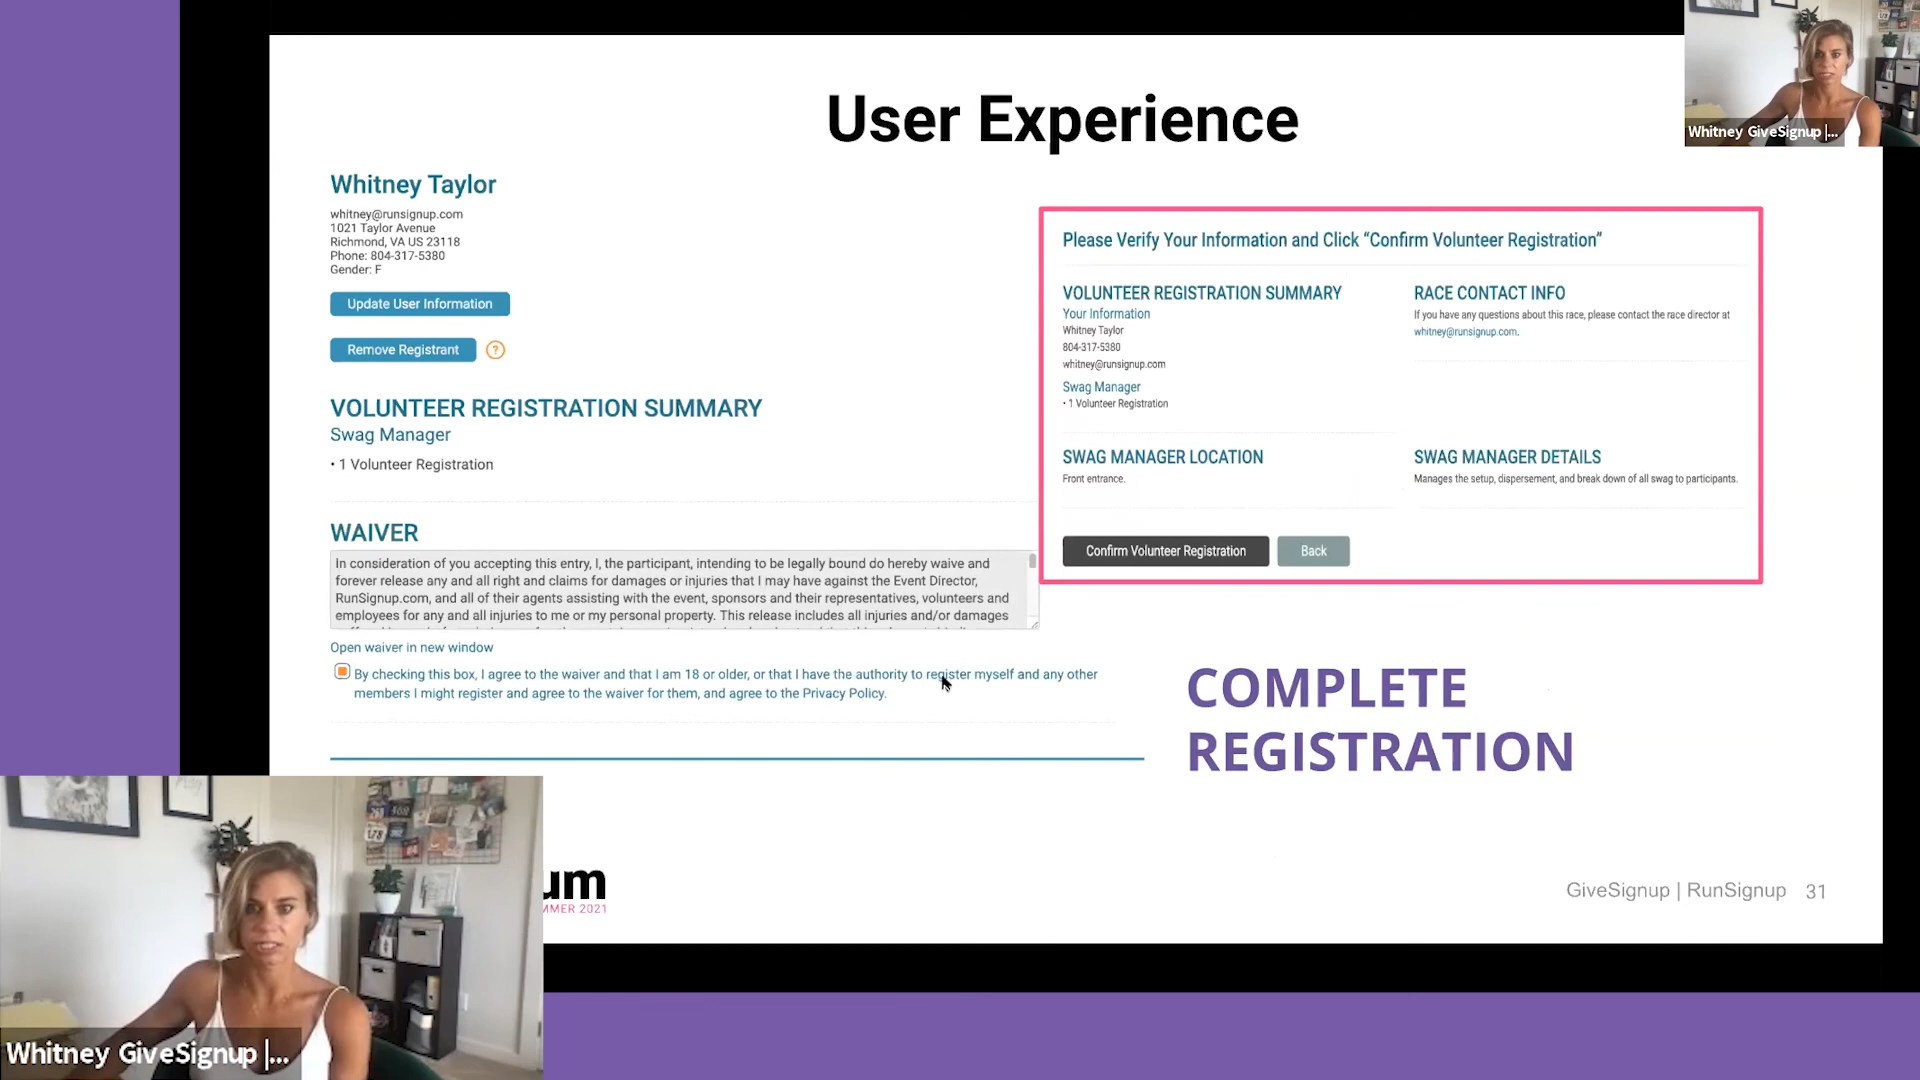 User Experience
Whitney GiveSignup |...
Whitney Taylor
whitney@runsignup.com
1021 Taylor Avenue
Richmond, VA US 23118
Phone: 804-317-5380
Gender: F
Update User Information
Remove Registrant ?
VOLUNTEER REGISTRATION SUMMARY
Swag Manager
• 1 Volunteer Registration
WAIVER
In consideration of you accepting this entry, I, the participant, intending to be legally bound do hereby waive and
forever release any and all right and claims for damages or injuries that I may have against the Event Director,
RunSignup.com, and all of their agents assisting with the event, sponsors and their representatives, volunteers and
employees for any and all injuries to me or my personal property. This release includes all injuries and/or damages
Open waiver in new window
By checking this box, I agree to the waiver and that I am 18 or older, or that I have the authority to register myself and any other
members I might register and agree to the waiver for them, and agree to the Privacy Policy.
Please Verify Your Information and Click “Confirm Volunteer Registration”
VOLUNTEER REGISTRATION SUMMARY
Your Information
Whitney Taylor
804-317-5380
whitney@runsignup.com
Swag Manager
• 1 Volunteer Registration
RACE CONTACT INFO
If you have any questions about this race, please contact the race director at
whitney@runsignup.com.
SWAG MANAGER LOCATION
Front entrance.
SWAG MANAGER DETAILS
Manages the setup, dispersement, and break down of all swag to participants.
Confirm Volunteer Registration
Back
COMPLETE
REGISTRATION
um
MMER 2021
GiveSignup | RunSignup 31
Whitney GiveSignup |...